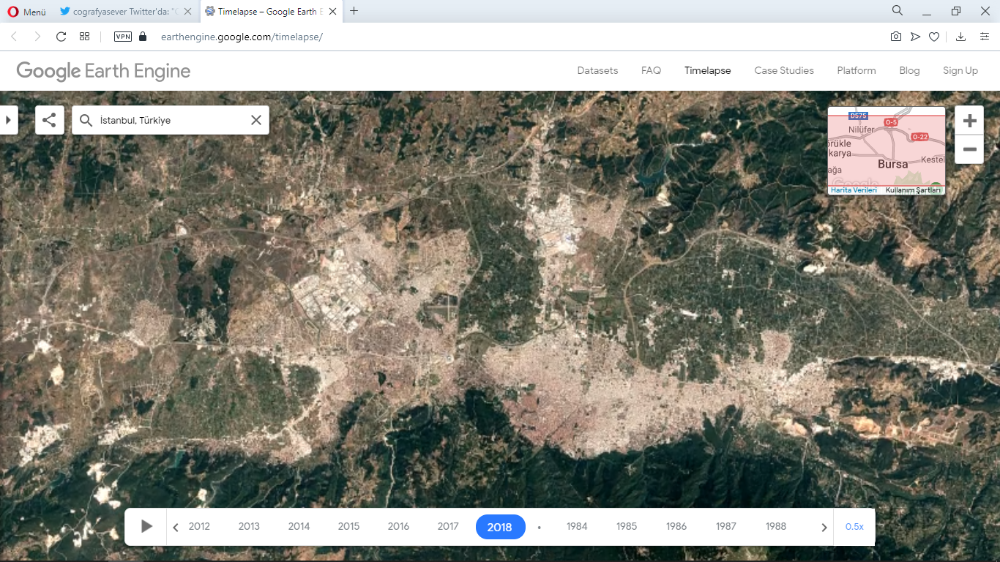 Menü
cografyasever Twitter'da: "C
Timelapse – Google Earth E
VPN
earthengine.google.com/timelapse/
Google Earth Engine
Datasets
FAQ
Timelapse
Case Studies
Platform
Blog
Sign Up
İstanbul, Türkiye
D575
O-5
Nilüfer
O-22
örükle
karya
Kestel
Bursa
ağa
Google
Harita Verileri
Kullanım Şartları
2012
2013
2014
2015
2016
2017
2018
1984
1985
1986
1987
1988
0.5x